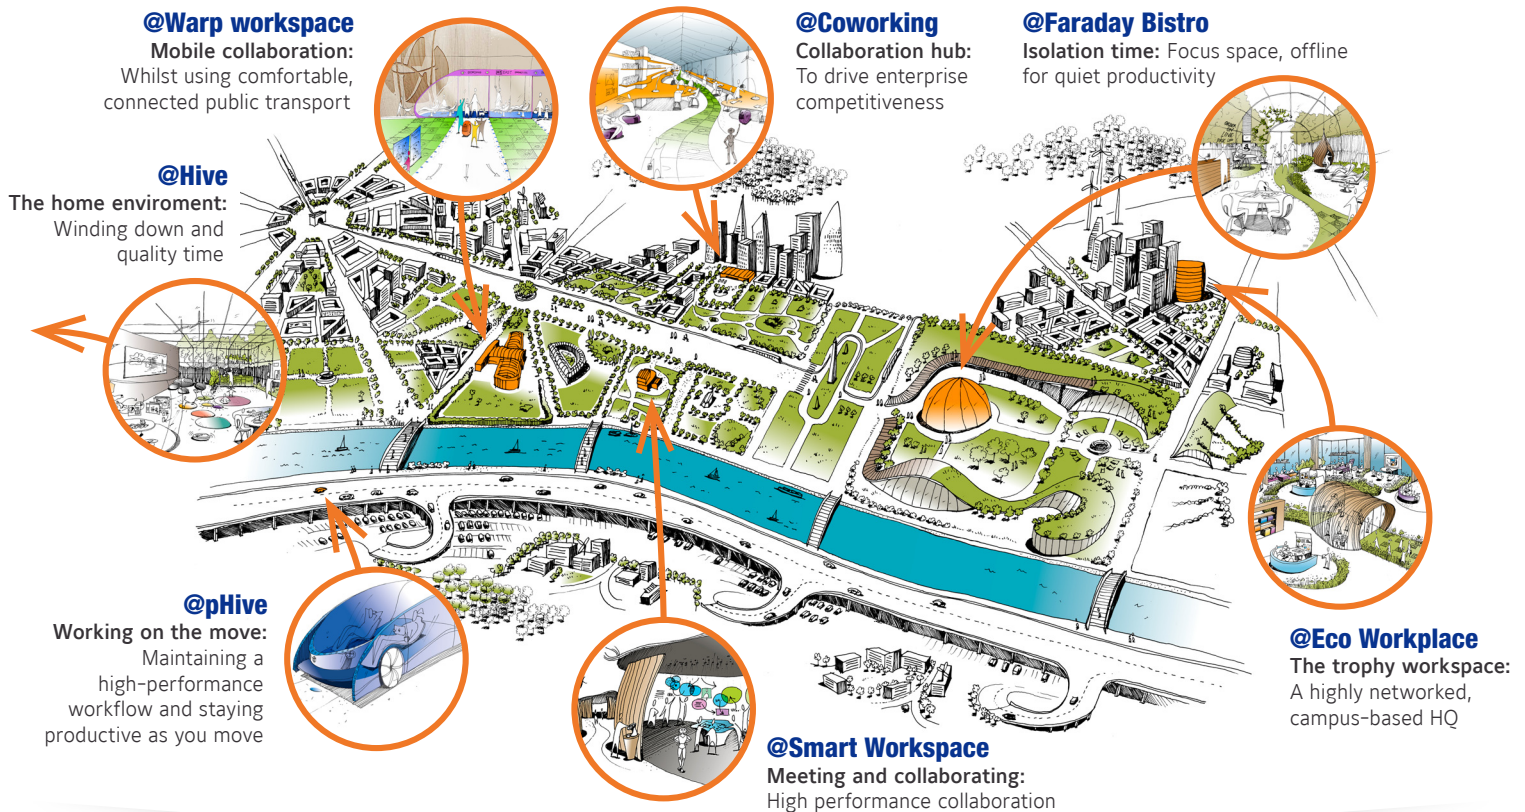 @Warp workspace
Mobile collaboration:
Whilst using comfortable,
connected public transport
@Coworking
Collaboration hub:
To drive enterprise
competitiveness
@Faraday Bistro
Isolation time: Focus space, offline
for quiet productivity
@Hive
The home enviroment:
Winding down and
quality time
@pHive
Working on the move:
Maintaining a
high-performance
workflow and staying
productive as you move
@Smart Workspace
Meeting and collaborating:
High performance collaboration
@Eco Workplace
The trophy workspace:
A highly networked,
campus-based HQ